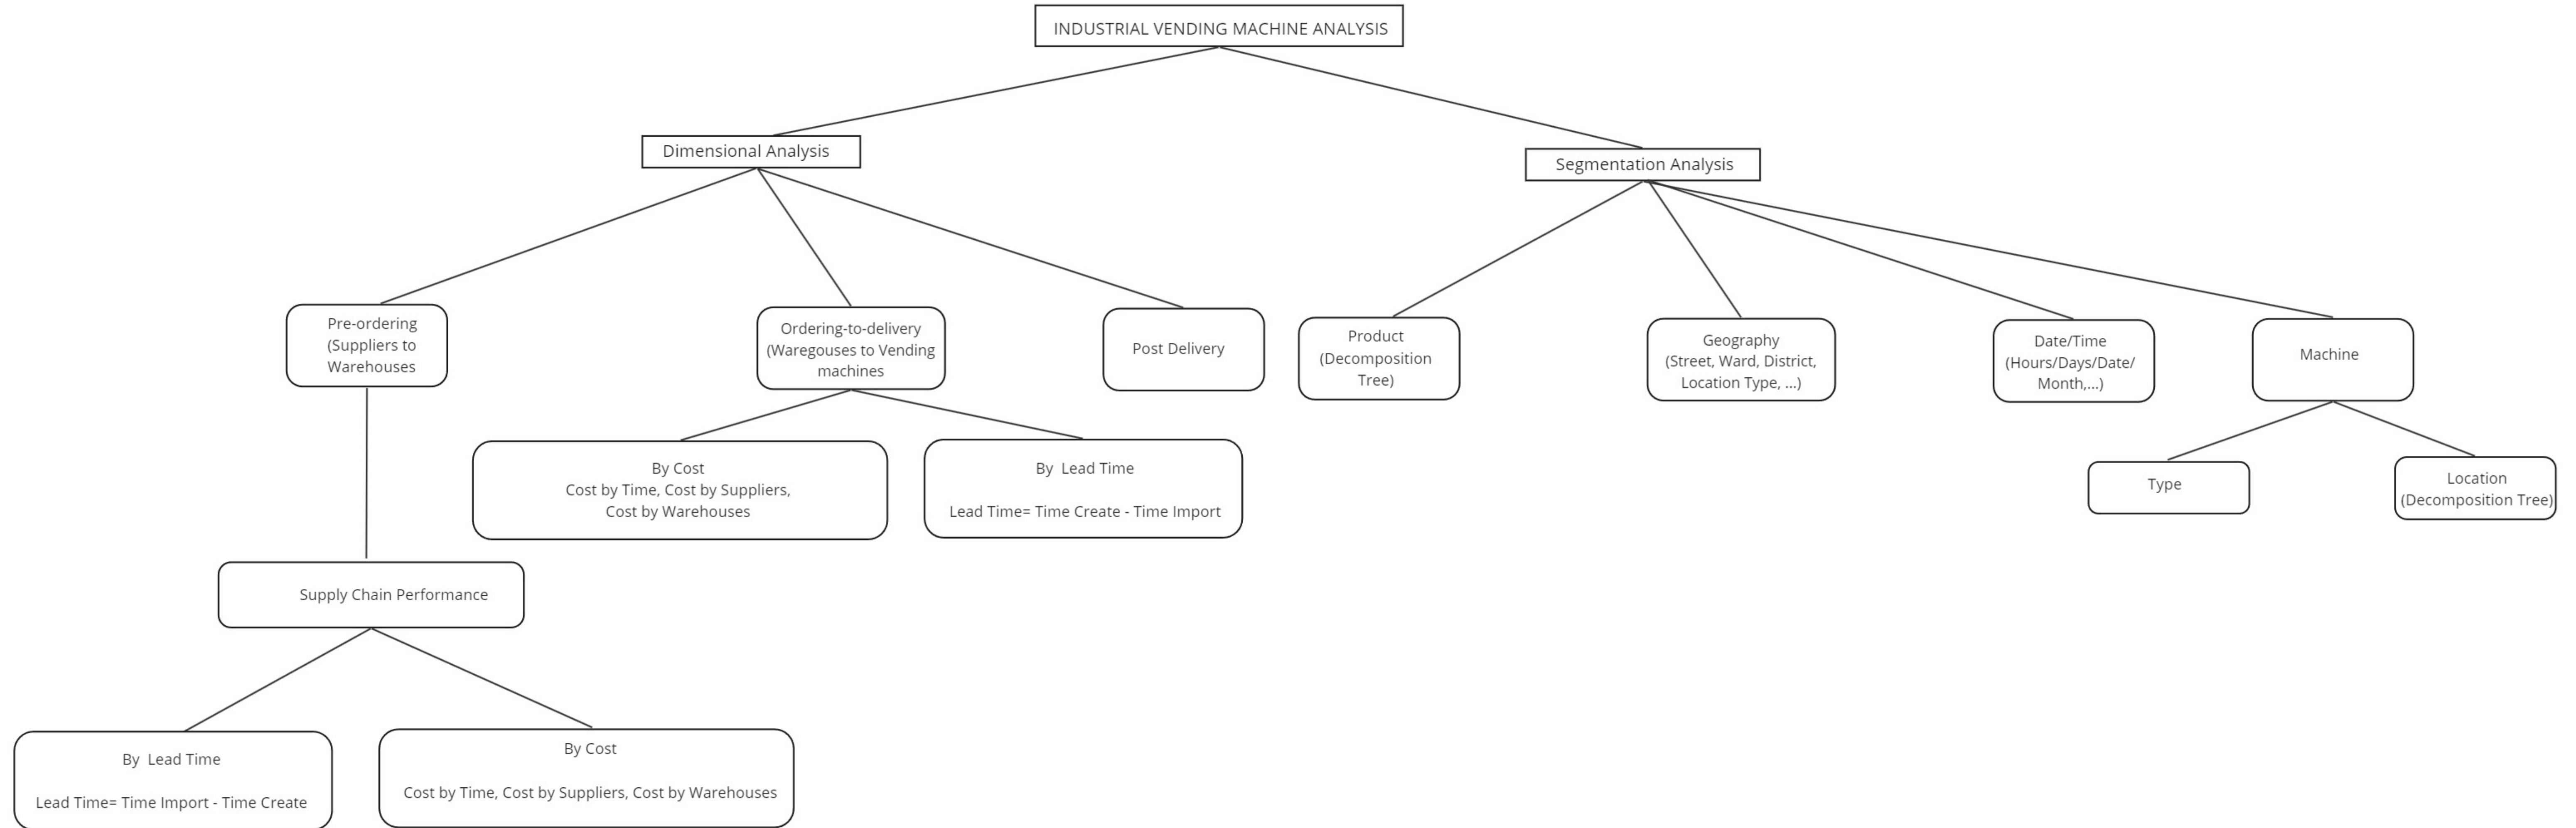 INDUSTRIAL VENDING MACHINE ANALYSIS
Dimensional Analysis
Segmentation Analysis
Pre-ordering
(Suppliers to
Warehouses
Ordering-to-delivery
(Waregouses to Vending
machines
Post Delivery
Product
(Decomposition
Tree)
Geography
(Street, Ward, District,
Location Type, ...)
Date/Time
(Hours/Days/Date/
Month,...)
Machine
By Cost
Cost by Time, Cost by Suppliers,
Cost by Warehouses
By Lead Time
Lead Time= Time Create - Time Import
Type
Location
(Decomposition Tree)
Supply Chain Performance
By Lead Time
Lead Time= Time Import - Time Create
By Cost
Cost by Time, Cost by Suppliers, Cost by Warehouses